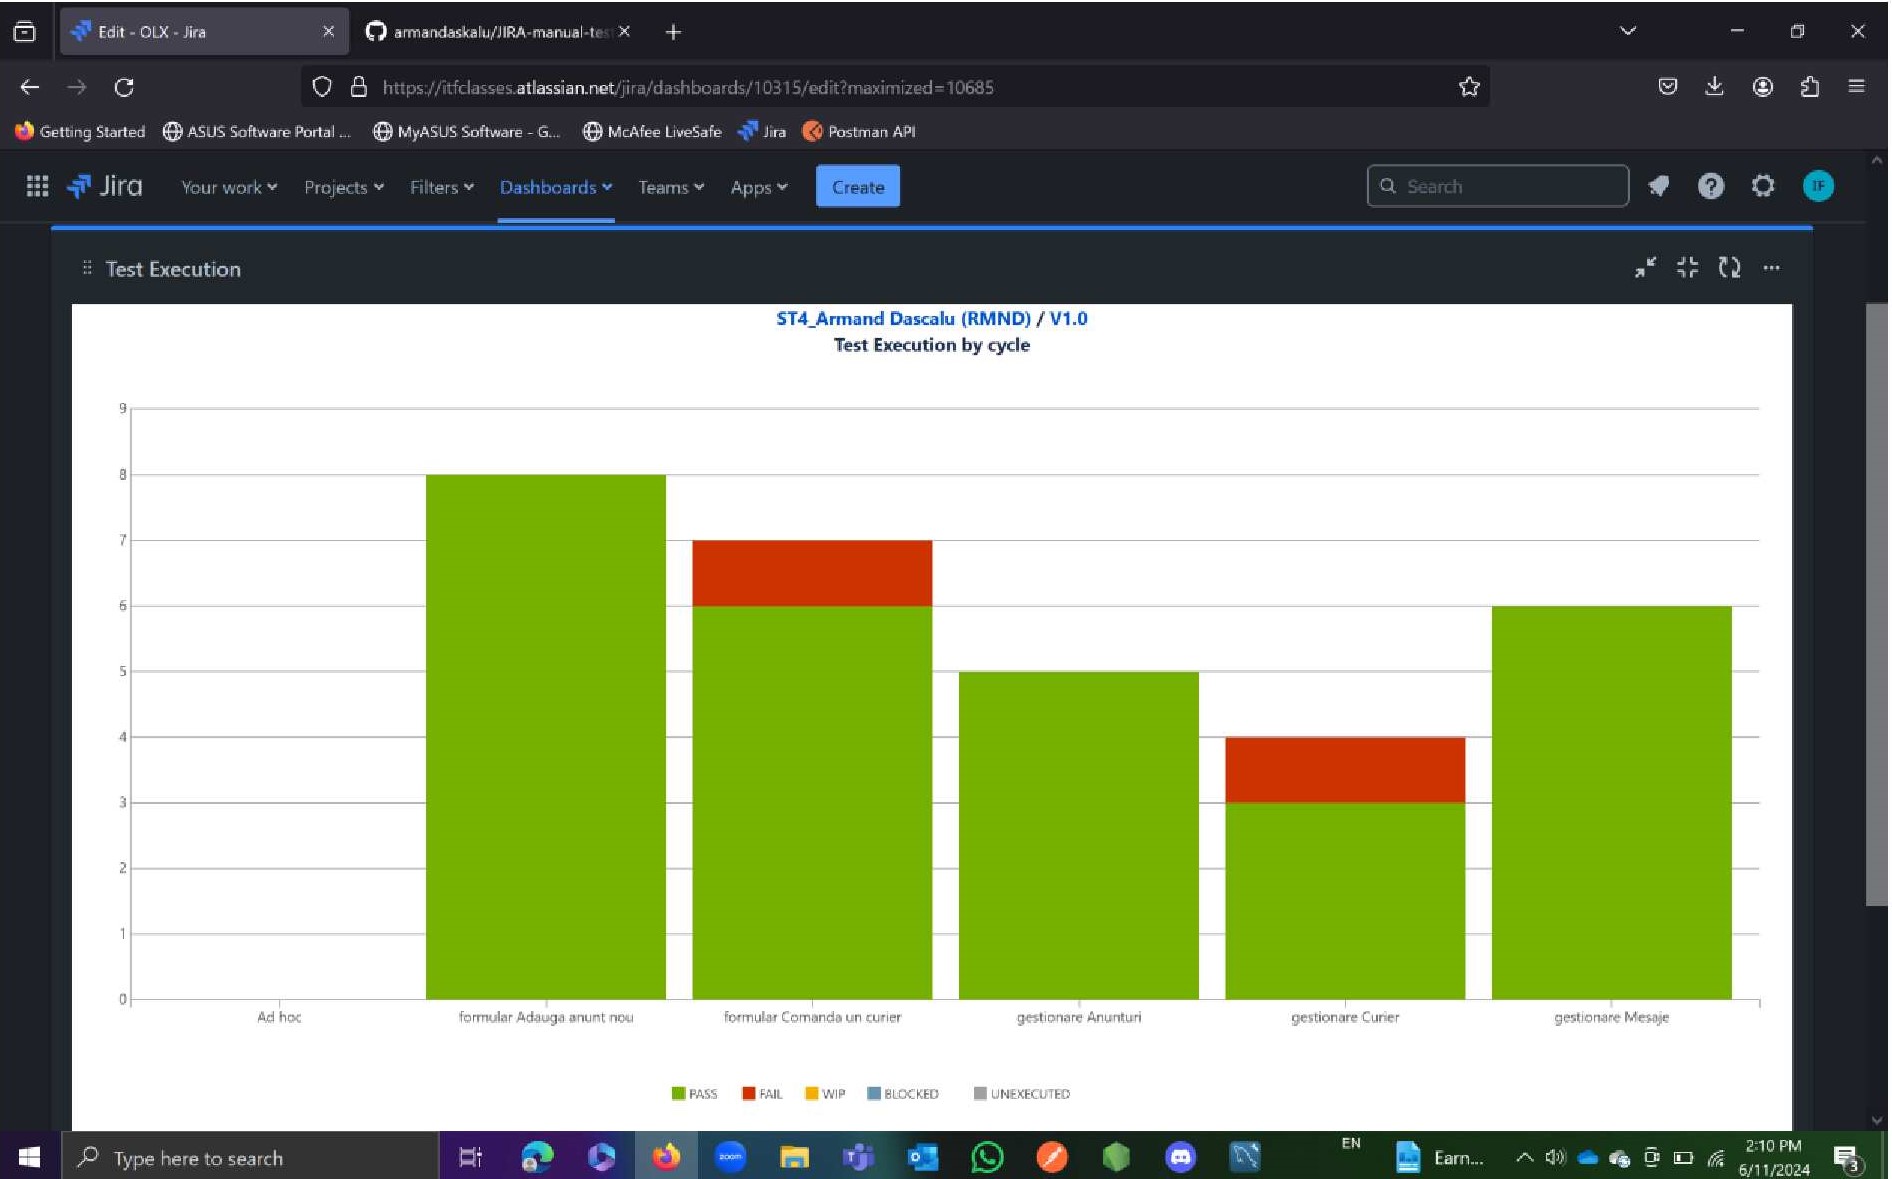 Edit - OLX - Jira
armandaskalu/JIRA-manual-tes
https://itfclasses.atlassian.net/jira/dashboards/10315/edit?maximized=10685
Getting Started ASUS Software Portal ... MyASUS Software - G... McAfee LiveSafe Jira Postman API
Jira Your work Projects Filters Dashboards Teams Apps Create Search IF
Test Execution
ST4_Armand Dascalu (RMND) / V1.0
Test Execution by cycle
9
8
7
6
5
4
3
2
1
0
Ad hoc formular Adauga anunt nou formular Comanda un curier gestionare Anunturi gestionare Curier gestionare Mesaje
PASS FAIL WIP BLOCKED UNEXECUTED
Type here to search zoom EN Earn... 2:10 PM
6/11/2024 3